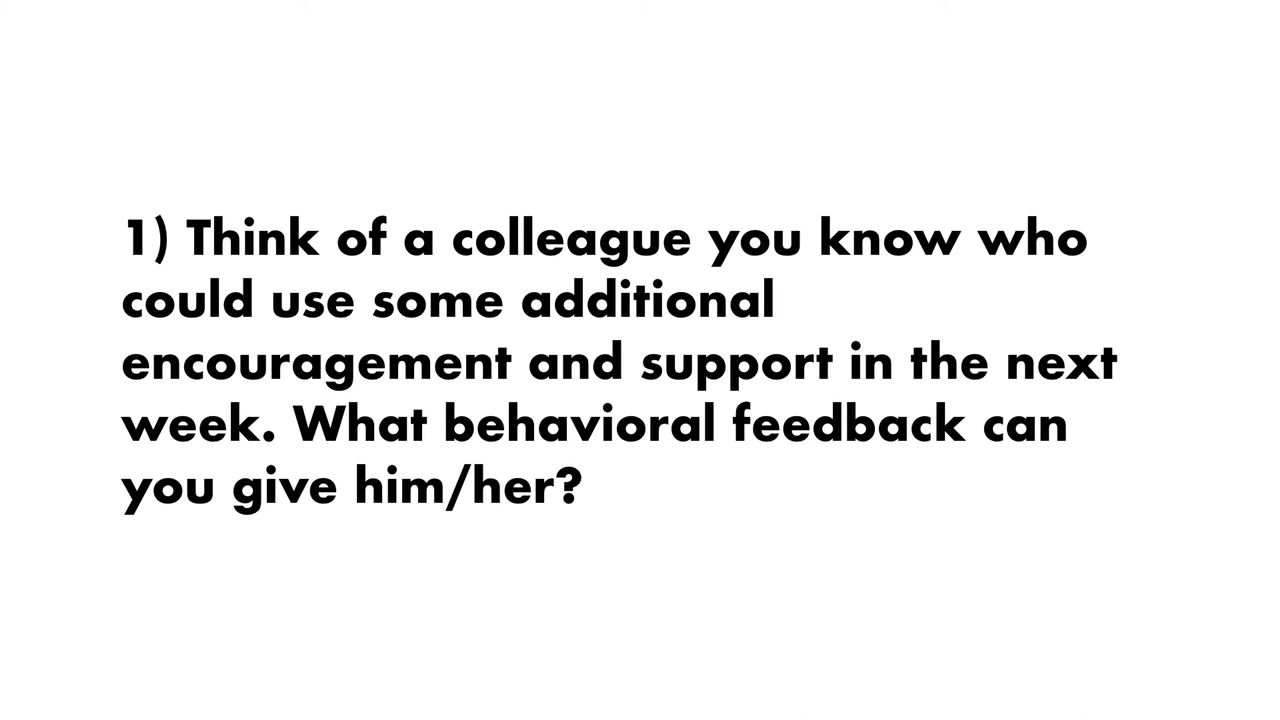 1) Think of a colleague you know who
could use some additional
encouragement and support in the next
week. What behavioral feedback can
you give him/her?